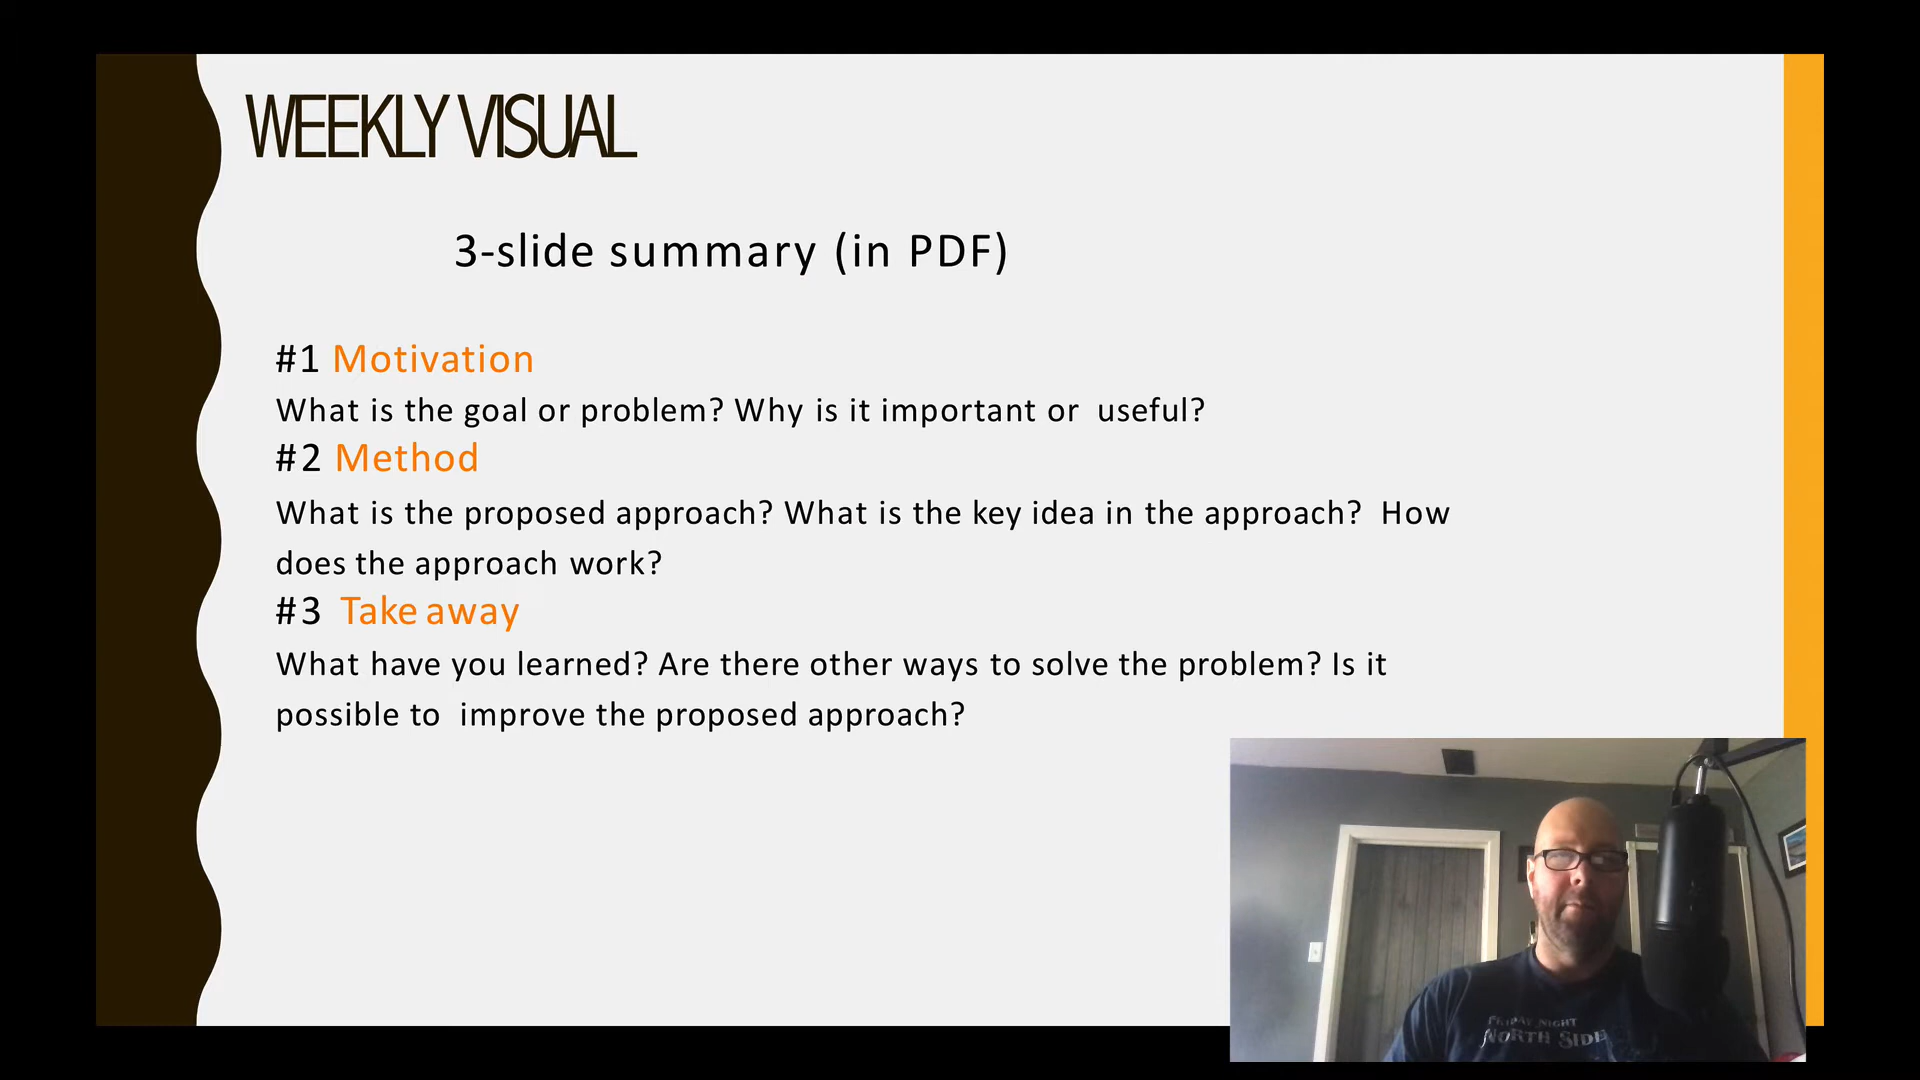 WEEKLY VISUAL
3-slide summary (in PDF)
#1 Motivation
What is the goal or problem? Why is it important or useful?
#2 Method
What is the proposed approach? What is the key idea in the approach? How
does the approach work?
#3 Take away
What have you learned? Are there other ways to solve the problem? Is it
possible to improve the proposed approach?
FRIDAY NIGHT
NORTH SIDE